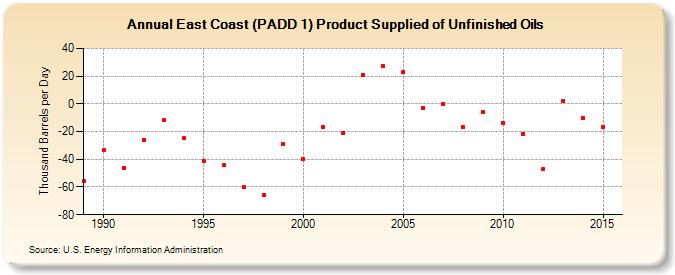 Annual East Coast (PADD 1) Product Supplied of Unfinished Oils
Thousand Barrels per Day
40
20
0
-20
-40
-60
-80
1990 1995 2000 2005 2010 2015
Source: U.S. Energy Information Administration